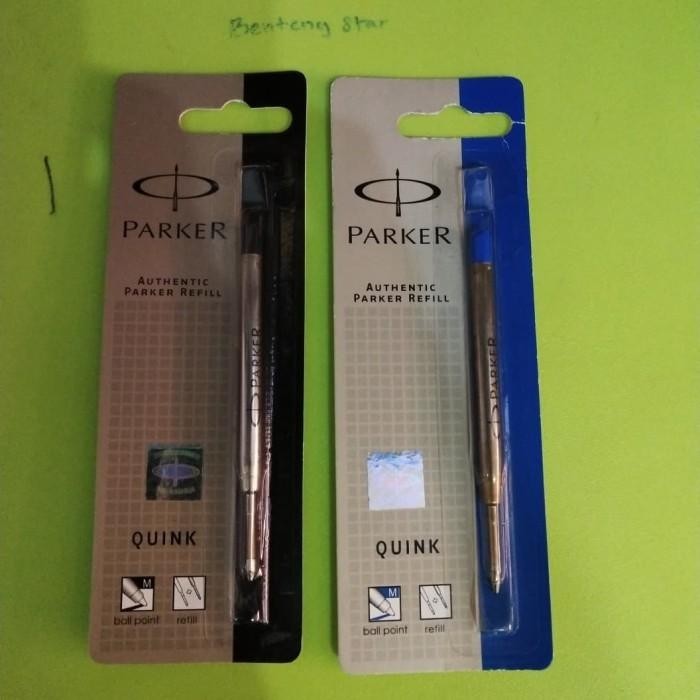 Benteng Star
PARKER
AUTHENTIC
PARKER REFILL
PARKER
QUINK
M
ball point
refill
PARKER
AUTHENTIC
PARKER REFILL
PARKER
QUINK
M
ball point
refill